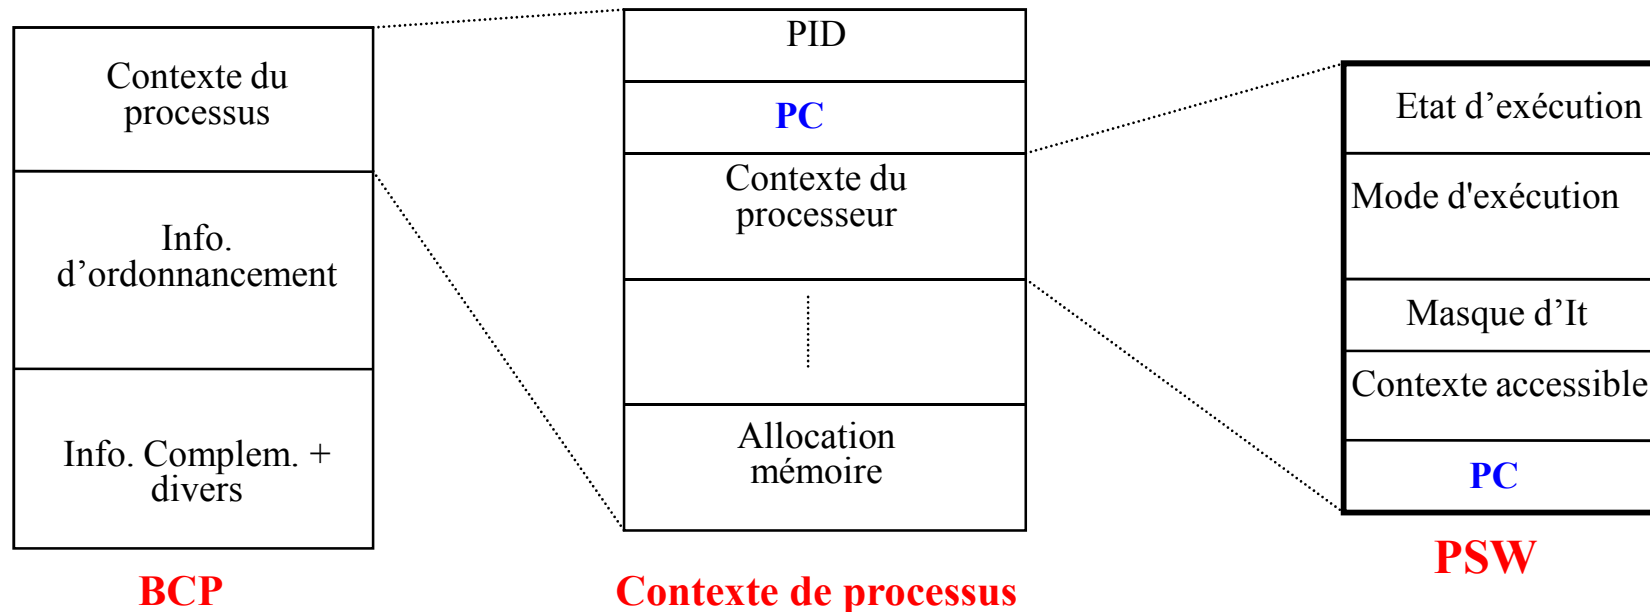 Contexte du
processus
Info.
d’ordonnancement
Info. Complem. +
divers
BCP
PID
PC
Contexte du
processeur
Allocation
mémoire
Contexte de processus
Etat d’exécution
Mode d'exécution
Masque d’It
Contexte accessible
PC
PSW